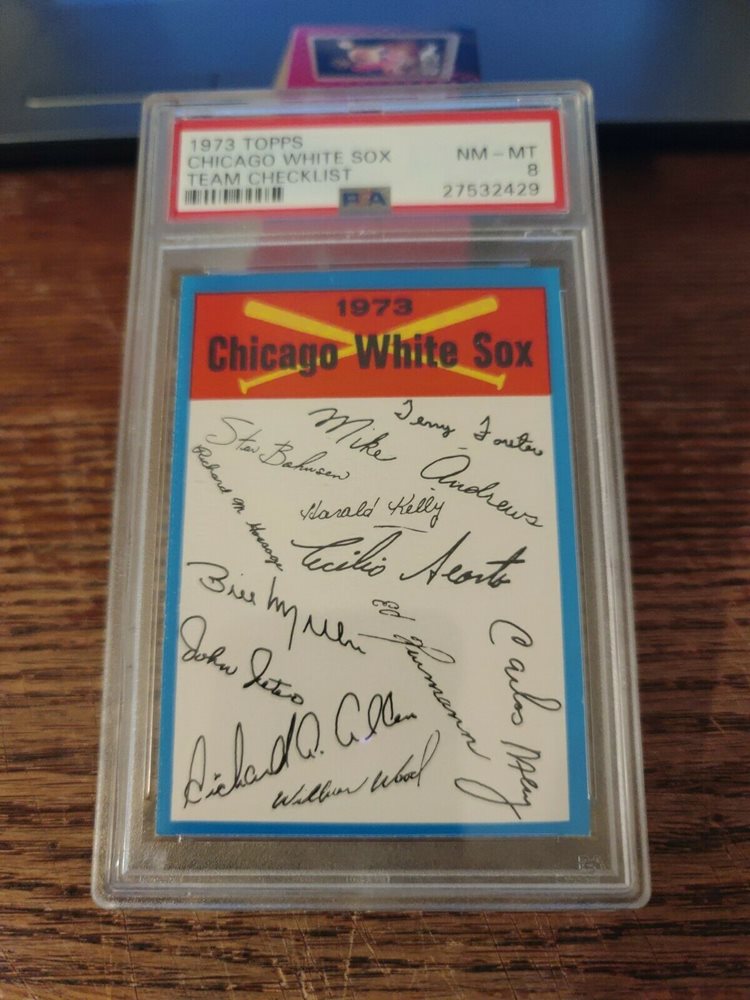 1973 TOPPS
CHICAGO WHITE SOX
TEAM CHECKLIST
NM-MT
8
27532429
PSA
1973
Chicago White Sox
Terry Forster
Mike Andrews
Stan Bahnsen
Richard M Gossage
Harold Kelly
Cecilio Acosta
Bill Melton
Ed Herrmann
Carlos May
John Jeter
Richard A. Allen
Wilbur Wood